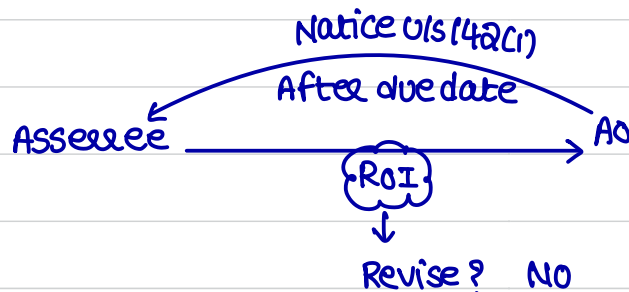 Notice U/s 142(1)
After due date
Assessee
AO
ROI
Revise? NO